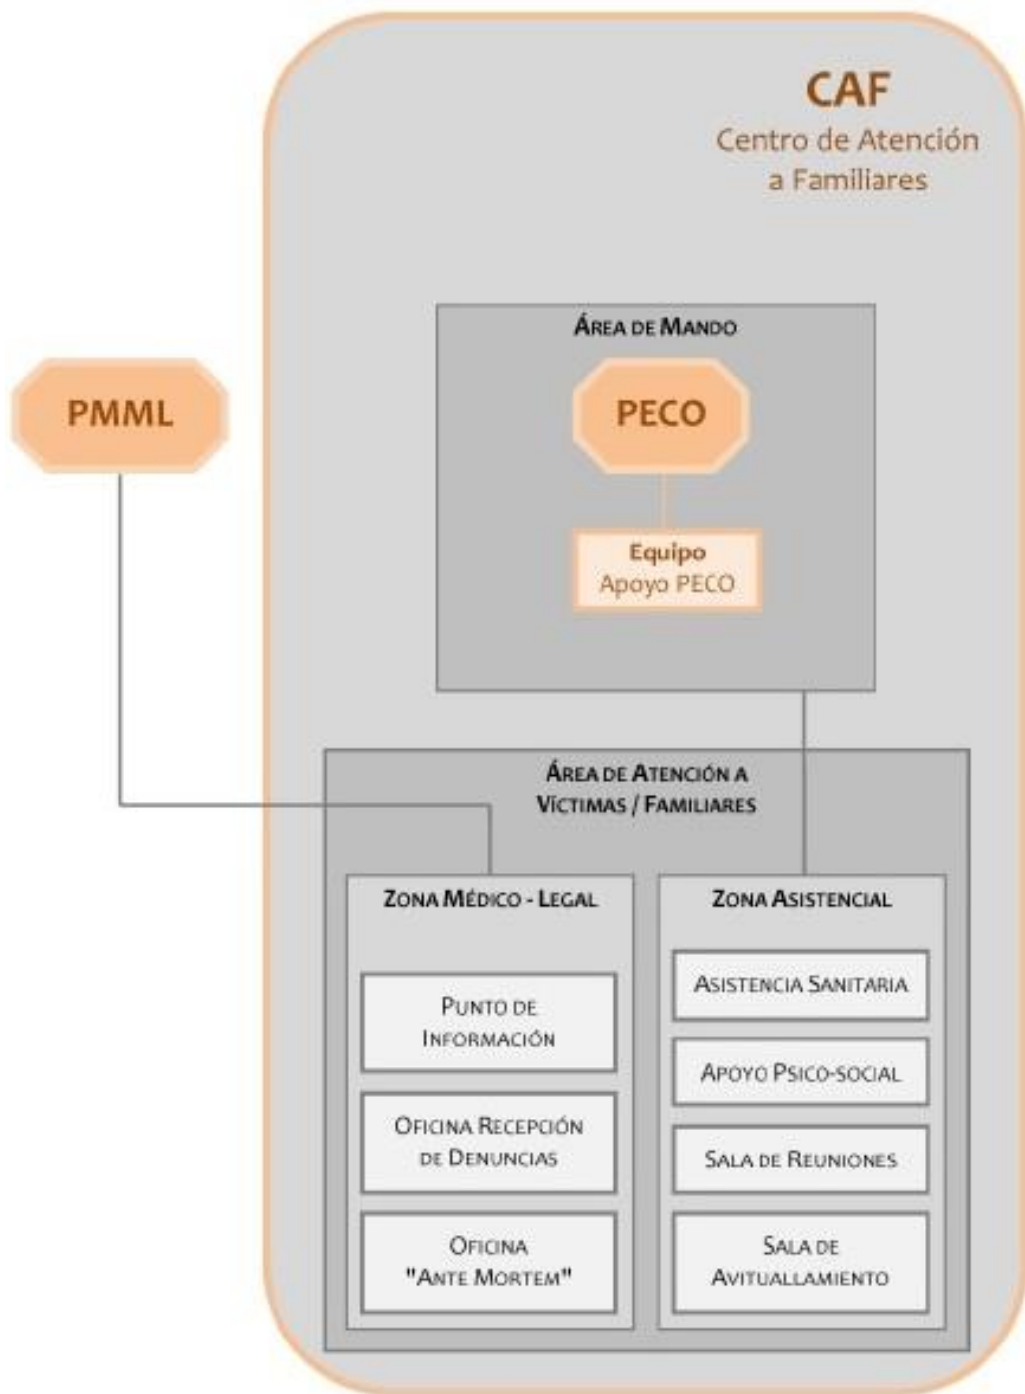 CAF
Centro de Atención
a Familiares
ÁREA DE MANDO
PMML
PECO
Equipo
Apoyo PECO
ÁREA DE ATENCIÓN A
VÍCTIMAS / FAMILIARES
ZONA MÉDICO - LEGAL
PUNTO DE
INFORMACIÓN
OFICINA RECEPCIÓN
DE DENUNCIAS
OFICINA
"ANTE MORTEM"
ZONA ASISTENCIAL
ASISTENCIA SANITARIA
APOYO PSICO-SOCIAL
SALA DE REUNIONES
SALA DE
AVITUALLAMIENTO